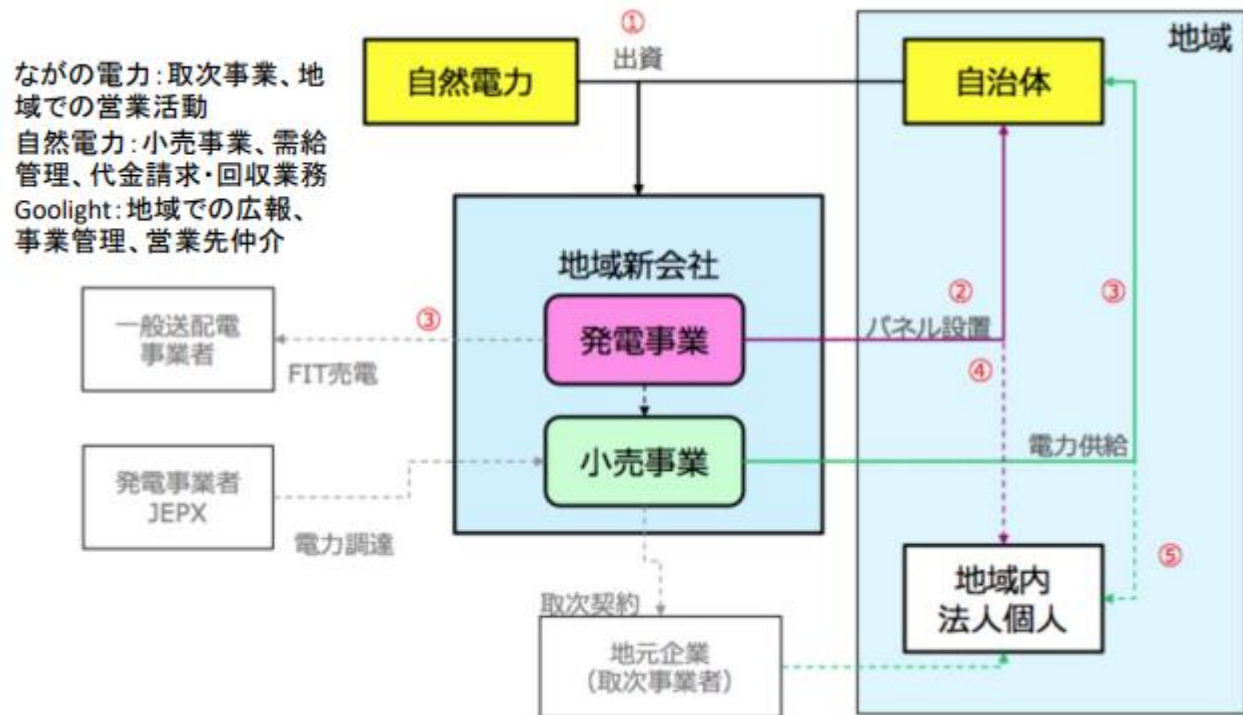 ①
出資
地域
自然電力
自治体
ながの電力：取次事業、地
域での営業活動
自然電力：小売事業、需給
管理、代金請求・回収業務
Goolight：地域での広報、
事業管理、営業先仲介
地域新会社
一般送配電
事業者
③
FIT売電
発電事業
②
パネル設置
③
④
小売事業
電力供給
発電事業者
JEPX
電力調達
⑤
地域内
法人個人
取次契約
地元企業
（取次事業者）